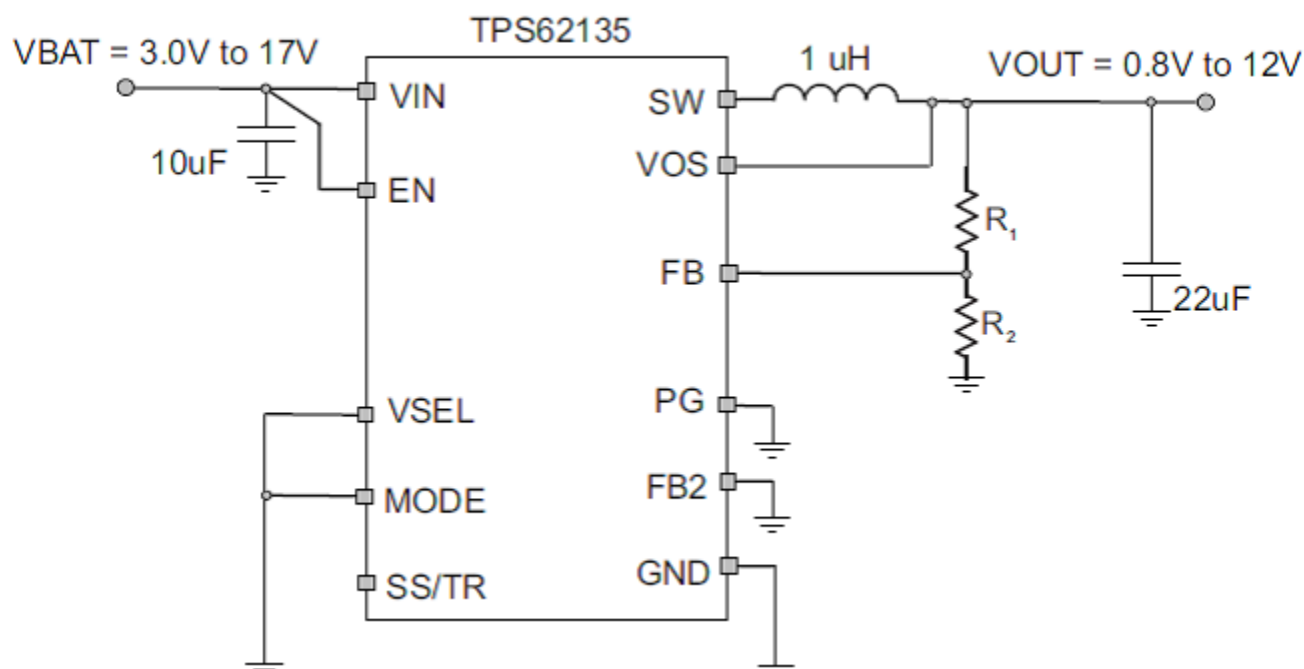 TPS62135
VBAT = 3.0V to 17V
1 uH
VOUT = 0.8V to 12V
VIN
SW
10uF
VOS
EN
R₁
FB
22uF
R₂
VSEL
PG
MODE
FB2
SS/TR
GND